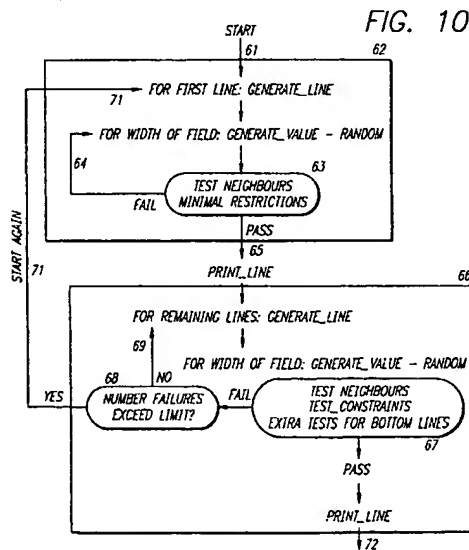 FIG. 10
START
61
62
71
FOR FIRST LINE: GENERATE_LINE
FOR WIDTH OF FIELD: GENERATE_VALUE - RANDOM
64
63
TEST NEIGHBOURS
MINIMAL RESTRICTIONS
FAIL
PASS
65
START AGAIN
71
PRINT_LINE
66
FOR REMAINING LINES: GENERATE_LINE
69
FOR WIDTH OF FIELD: GENERATE_VALUE - RANDOM
68
NO
YES
NUMBER FAILURES
EXCEED LIMIT?
FAIL
TEST NEIGHBOURS
TEST_CONSTRAINTS
EXTRA TESTS FOR BOTTOM LINES
67
PASS
PRINT_LINE
72